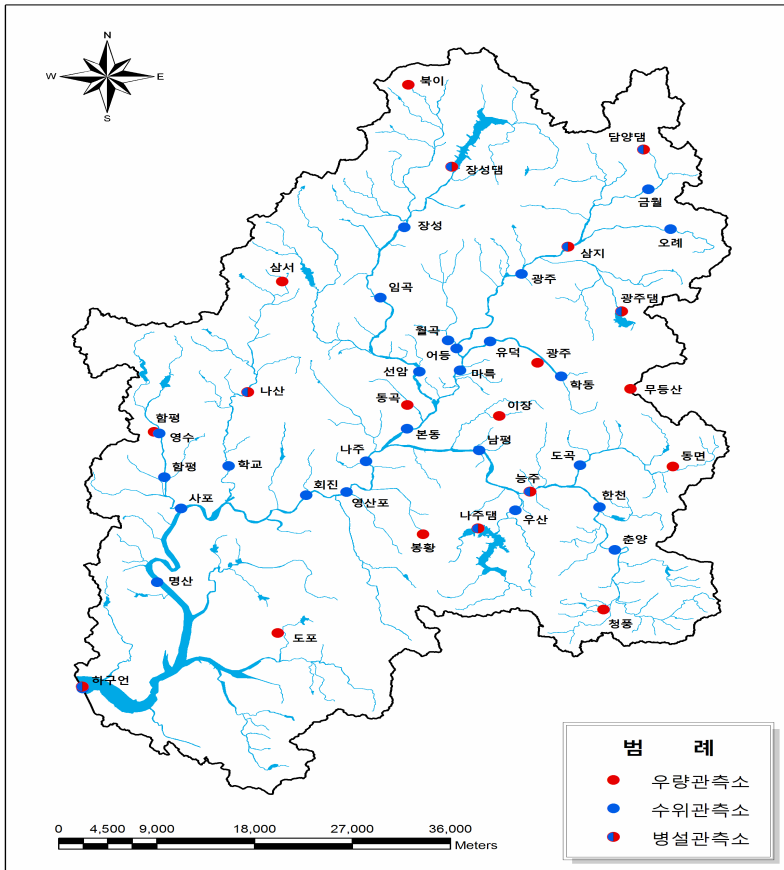 N
W
E
S
북이
담양댐
장성댐
금월
장성
오례
삼지
삼서
광주
임곡
광주댐
월곡
어등
유덕
광주
선암
마륵
학동
나산
무등산
동곡
이장
함평
영수
본동
남평
나주
도곡
동면
함평
학교
회진
능주
사포
영산포
한천
나주댐
우산
봉황
춘양
명산
청풍
도포
하구언
범 례
우량관측소
수위관측소
병설관측소
0 4,500 9,000 18,000 27,000 36,000
Meters